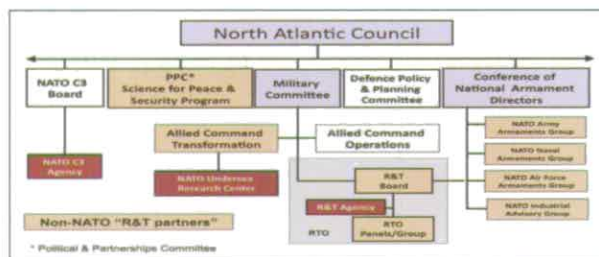 North Atlantic Council
NATO C3
Board
PPC*
Science for Peace &
Security Program
Military
Committee
Defence Policy
& Planning
Committee
Conference of
National Armament
Directors
NATO C3
Agency
Allied Command
Transformation
Allied Command
Operations
NATO Undersea
Research Center
NATO Army
Armaments Group
NATO Naval
Armaments Group
NATO Air Force
Armaments Group
NATO Industrial
Advisory Group
R&T
Board
R&T Agency
RTO
RTO
Panels/Group
Non-NATO "R&T partners"
* Political & Partnerships Committee